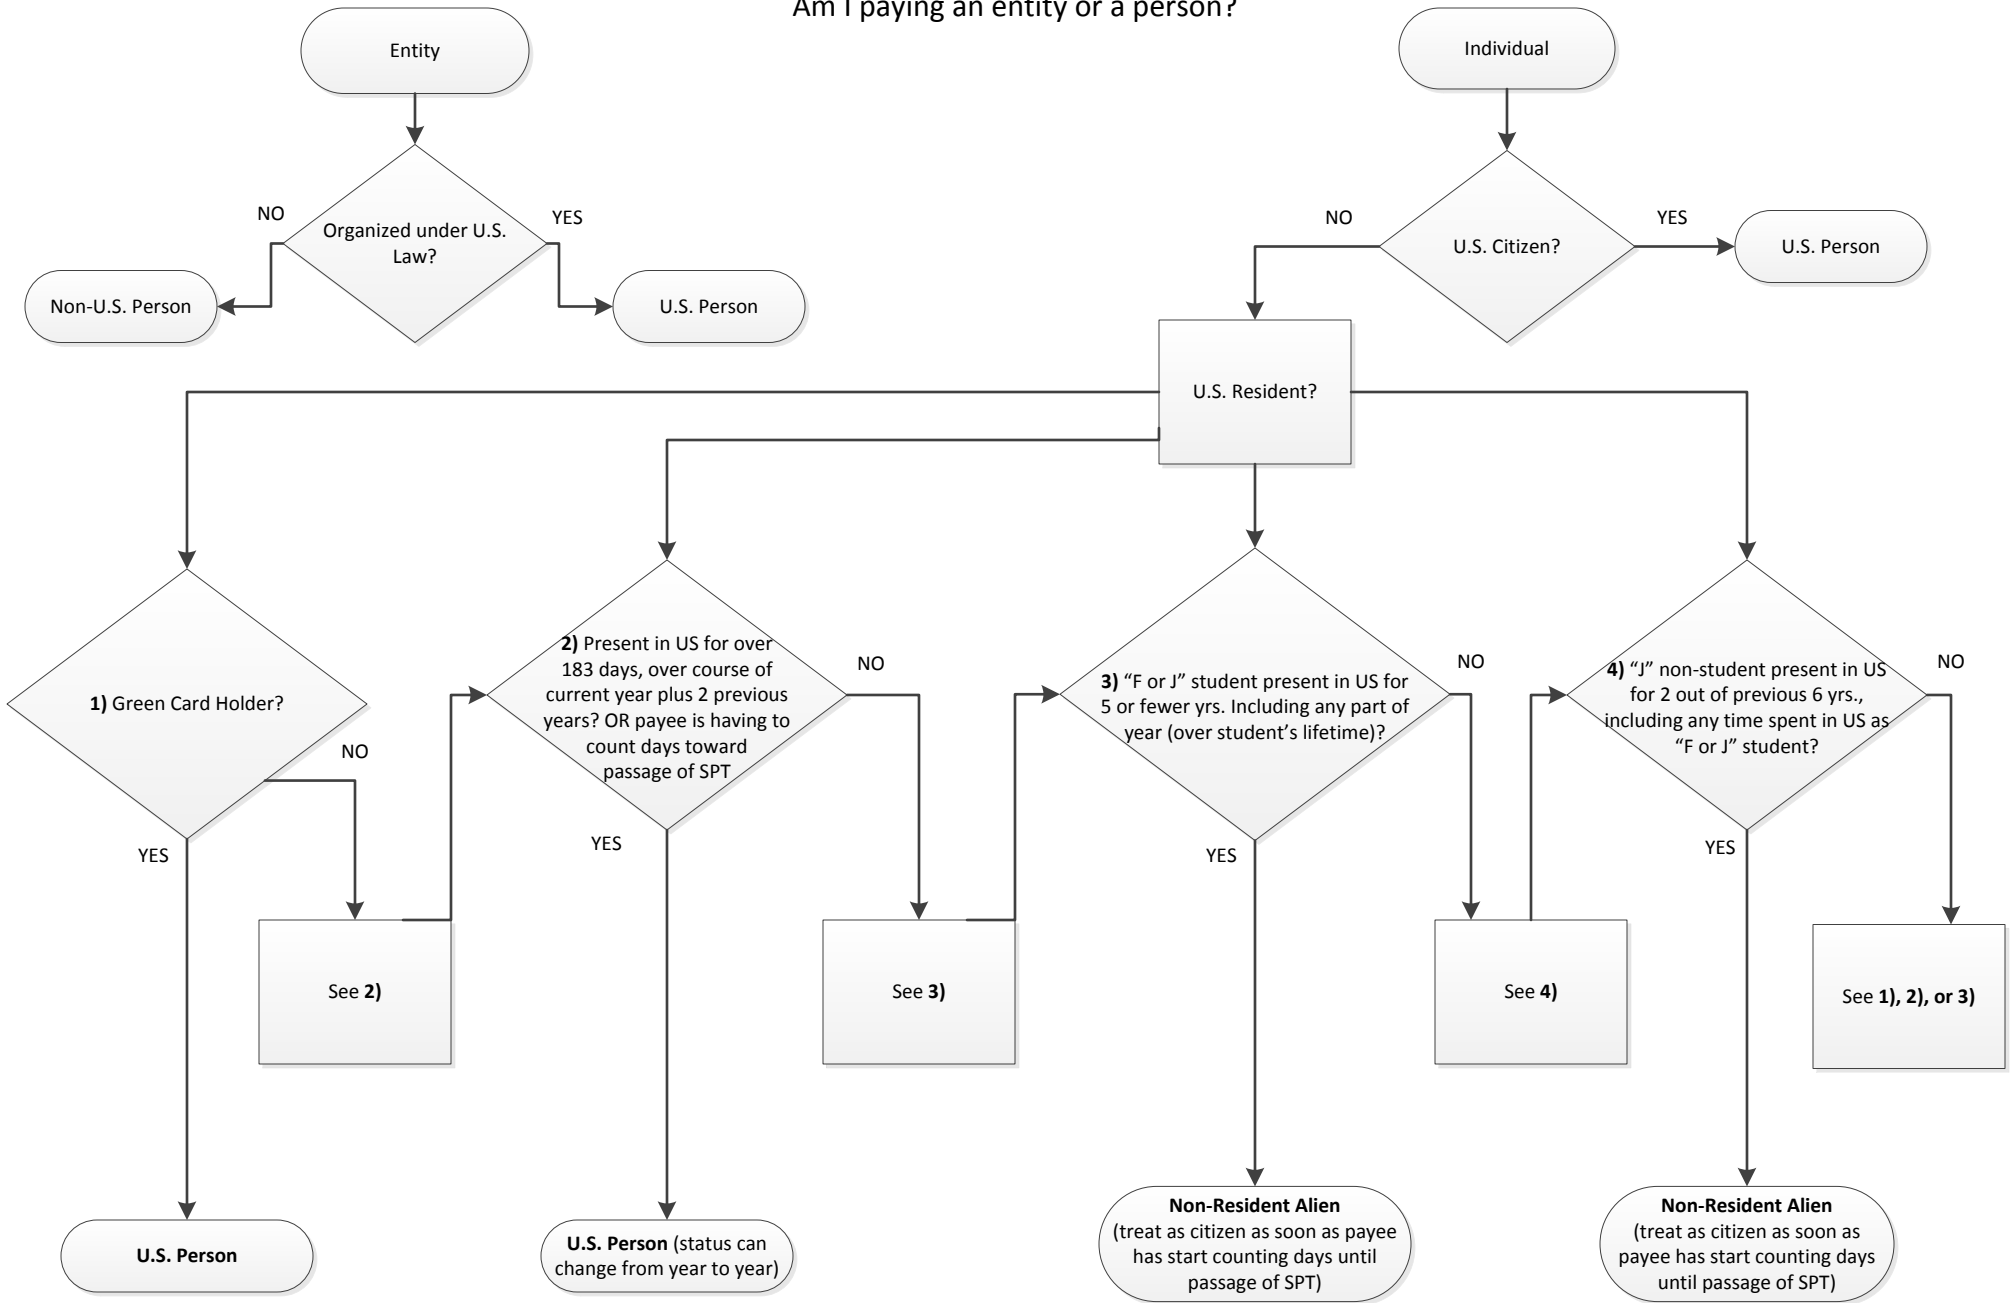 Am I paying an entity or a person?
Entity
Individual
NO
YES
Organized under U.S.
Law?
Non-U.S. Person
U.S. Person
NO
YES
U.S. Citizen?
U.S. Person
U.S. Resident?
1) Green Card Holder?
NO
YES
2) Present in US for over
183 days, over course of
current year plus 2 previous
years? OR payee is having to
count days toward
passage of SPT
NO
YES
3) “F or J” student present in US for
5 or fewer yrs. Including any part of
year (over student’s lifetime)?
NO
YES
4) “J” non-student present in US
for 2 out of previous 6 yrs.,
including any time spent in US as
“F or J” student?
NO
YES
See 2)
See 3)
See 4)
See 1), 2), or 3)
U.S. Person
U.S. Person (status can
change from year to year)
Non-Resident Alien
(treat as citizen as soon as payee
has start counting days until
passage of SPT)
Non-Resident Alien
(treat as citizen as soon as
payee has start counting days
until passage of SPT)